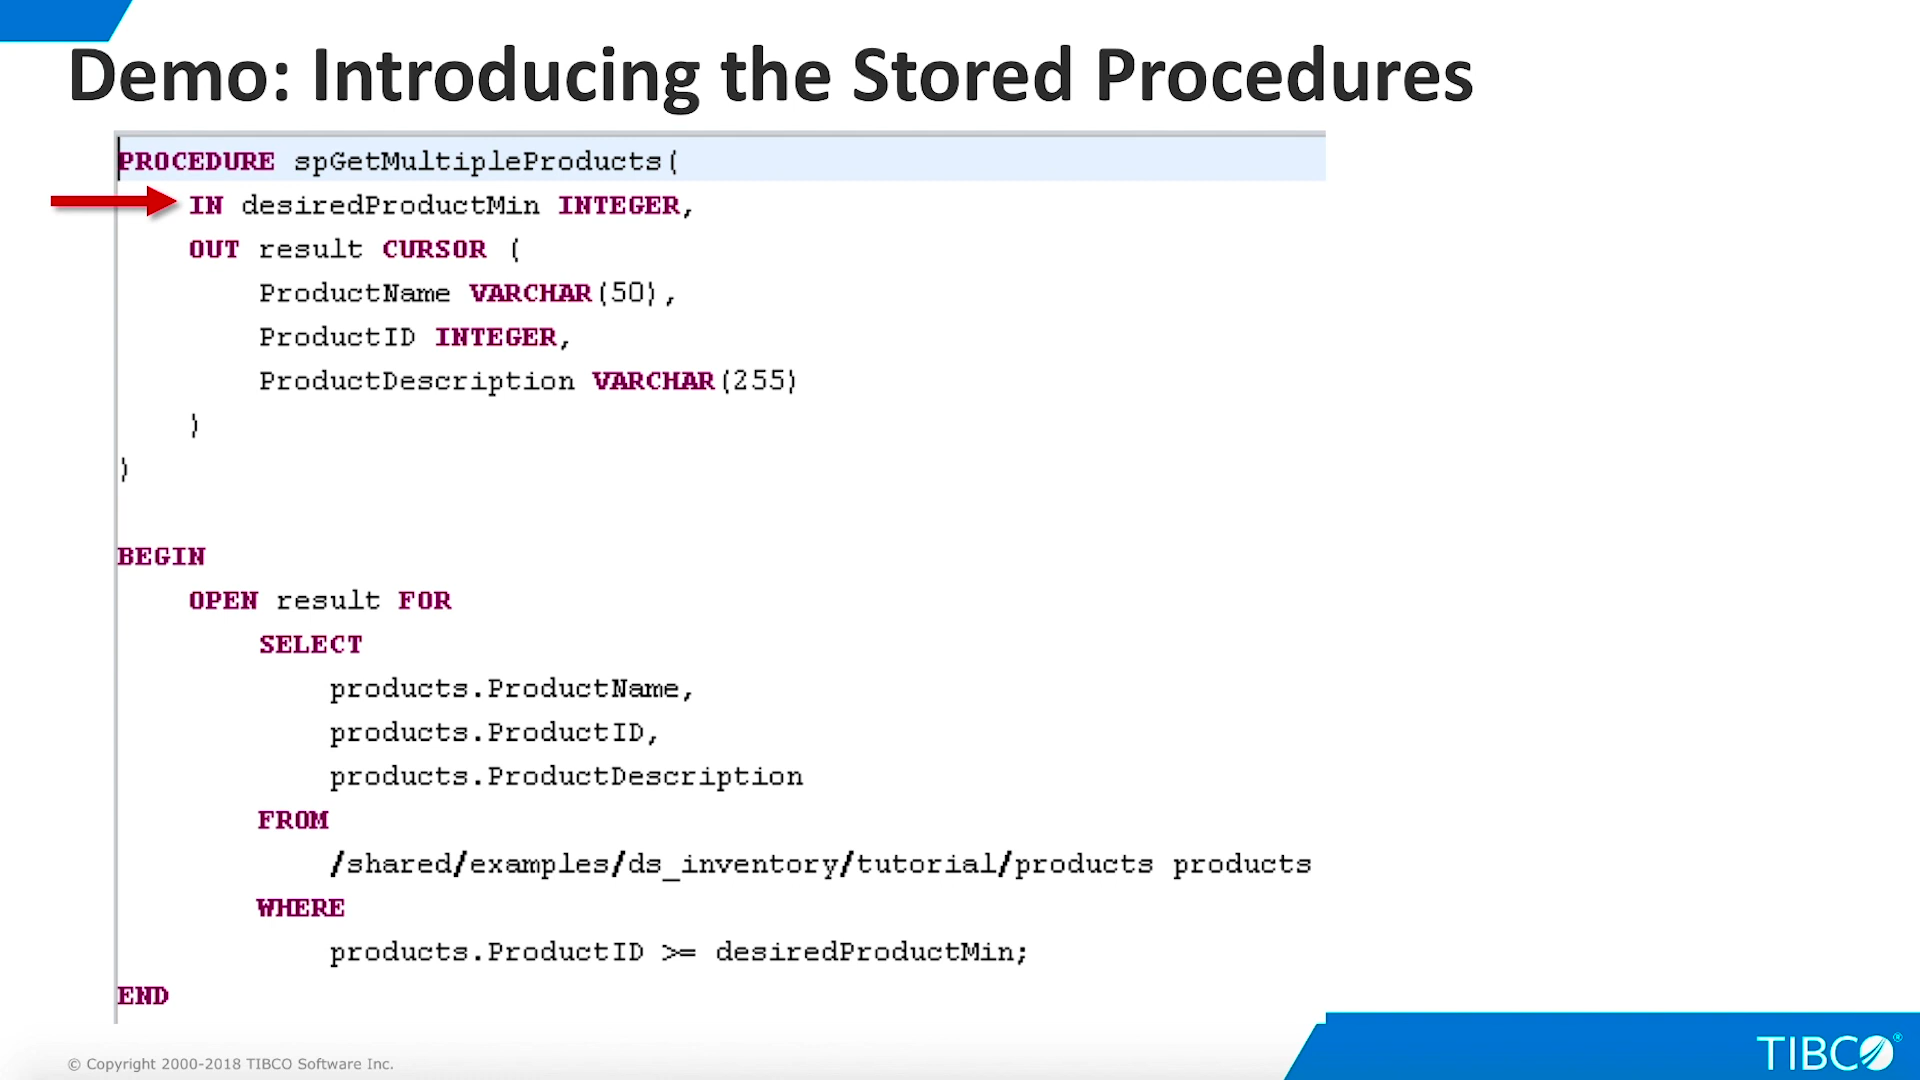 Demo: Introducing the Stored Procedures
PROCEDURE spGetMultipleProducts(
IN desiredProductMin INTEGER,
OUT result CURSOR (
ProductName VARCHAR(50),
ProductID INTEGER,
ProductDescription VARCHAR(255)
)
)
BEGIN
OPEN result FOR
SELECT
products.ProductName,
products.ProductID,
products.ProductDescription
FROM
/shared/examples/ds_inventory/tutorial/products products
WHERE
products.ProductID >= desiredProductMin;
END
© Copyright 2000-2018 TIBCO Software Inc.
TIBCO®